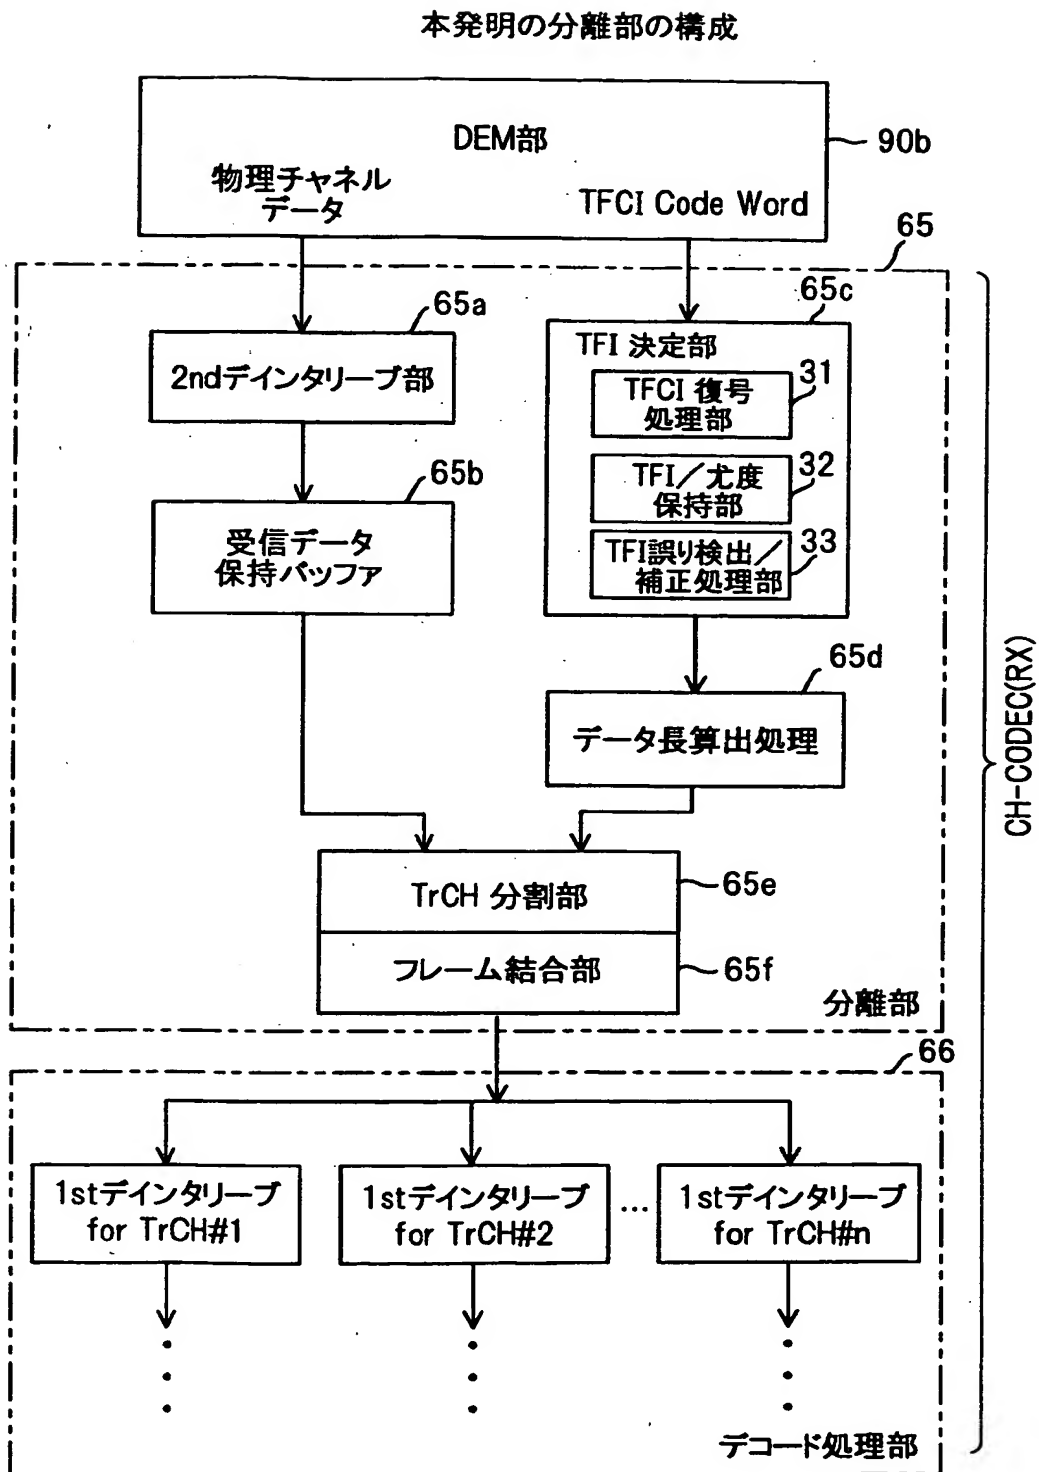 本発明の分離部の構成
DEM部
90b
物理チャネル
データ
TFCI Code Word
65
65a
2ndデインタリーブ部
65c
TFI 決定部
31
TFCI 復号
処理部
65b
受信データ
保持バッファ
32
TFI/尤度
保持部
33
TFI誤り検出/
補正処理部
65d
データ長算出処理
CH-CODEC(RX)
TrCH 分割部
65e
フレーム結合部
65f
分離部
66
1stデインタリーブ
for TrCH#1
1stデインタリーブ
for TrCH#2
...
1stデインタリーブ
for TrCH#n
デコード処理部